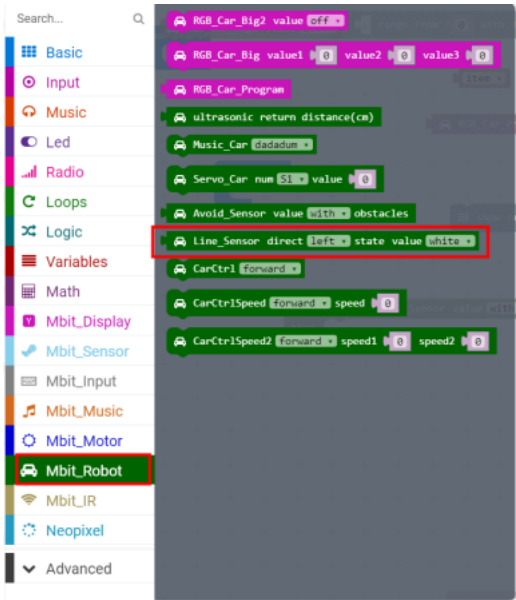 Search...
Basic
Input
Music
Led
Radio
Loops
Logic
Variables
Math
Mbit_Display
Mbit_Sensor
Mbit_Input
Mbit_Music
Mbit_Motor
Mbit_Robot
Mbit_IR
Neopixel
Advanced
RGB_Car_Big2 value off
RGB_Car_Big value1 0 value2 0 value3 0
RGB_Car_Program
ultrasonic return distance(cm)
Music_Car dadadum
Servo_Car num S1 value 0
Avoid_Sensor value with obstacles
Line_Sensor direct left state value white
CarCtrl forward
CarCtrlSpeed forward speed 0
CarCtrlSpeed2 forward speed1 0 speed2 0